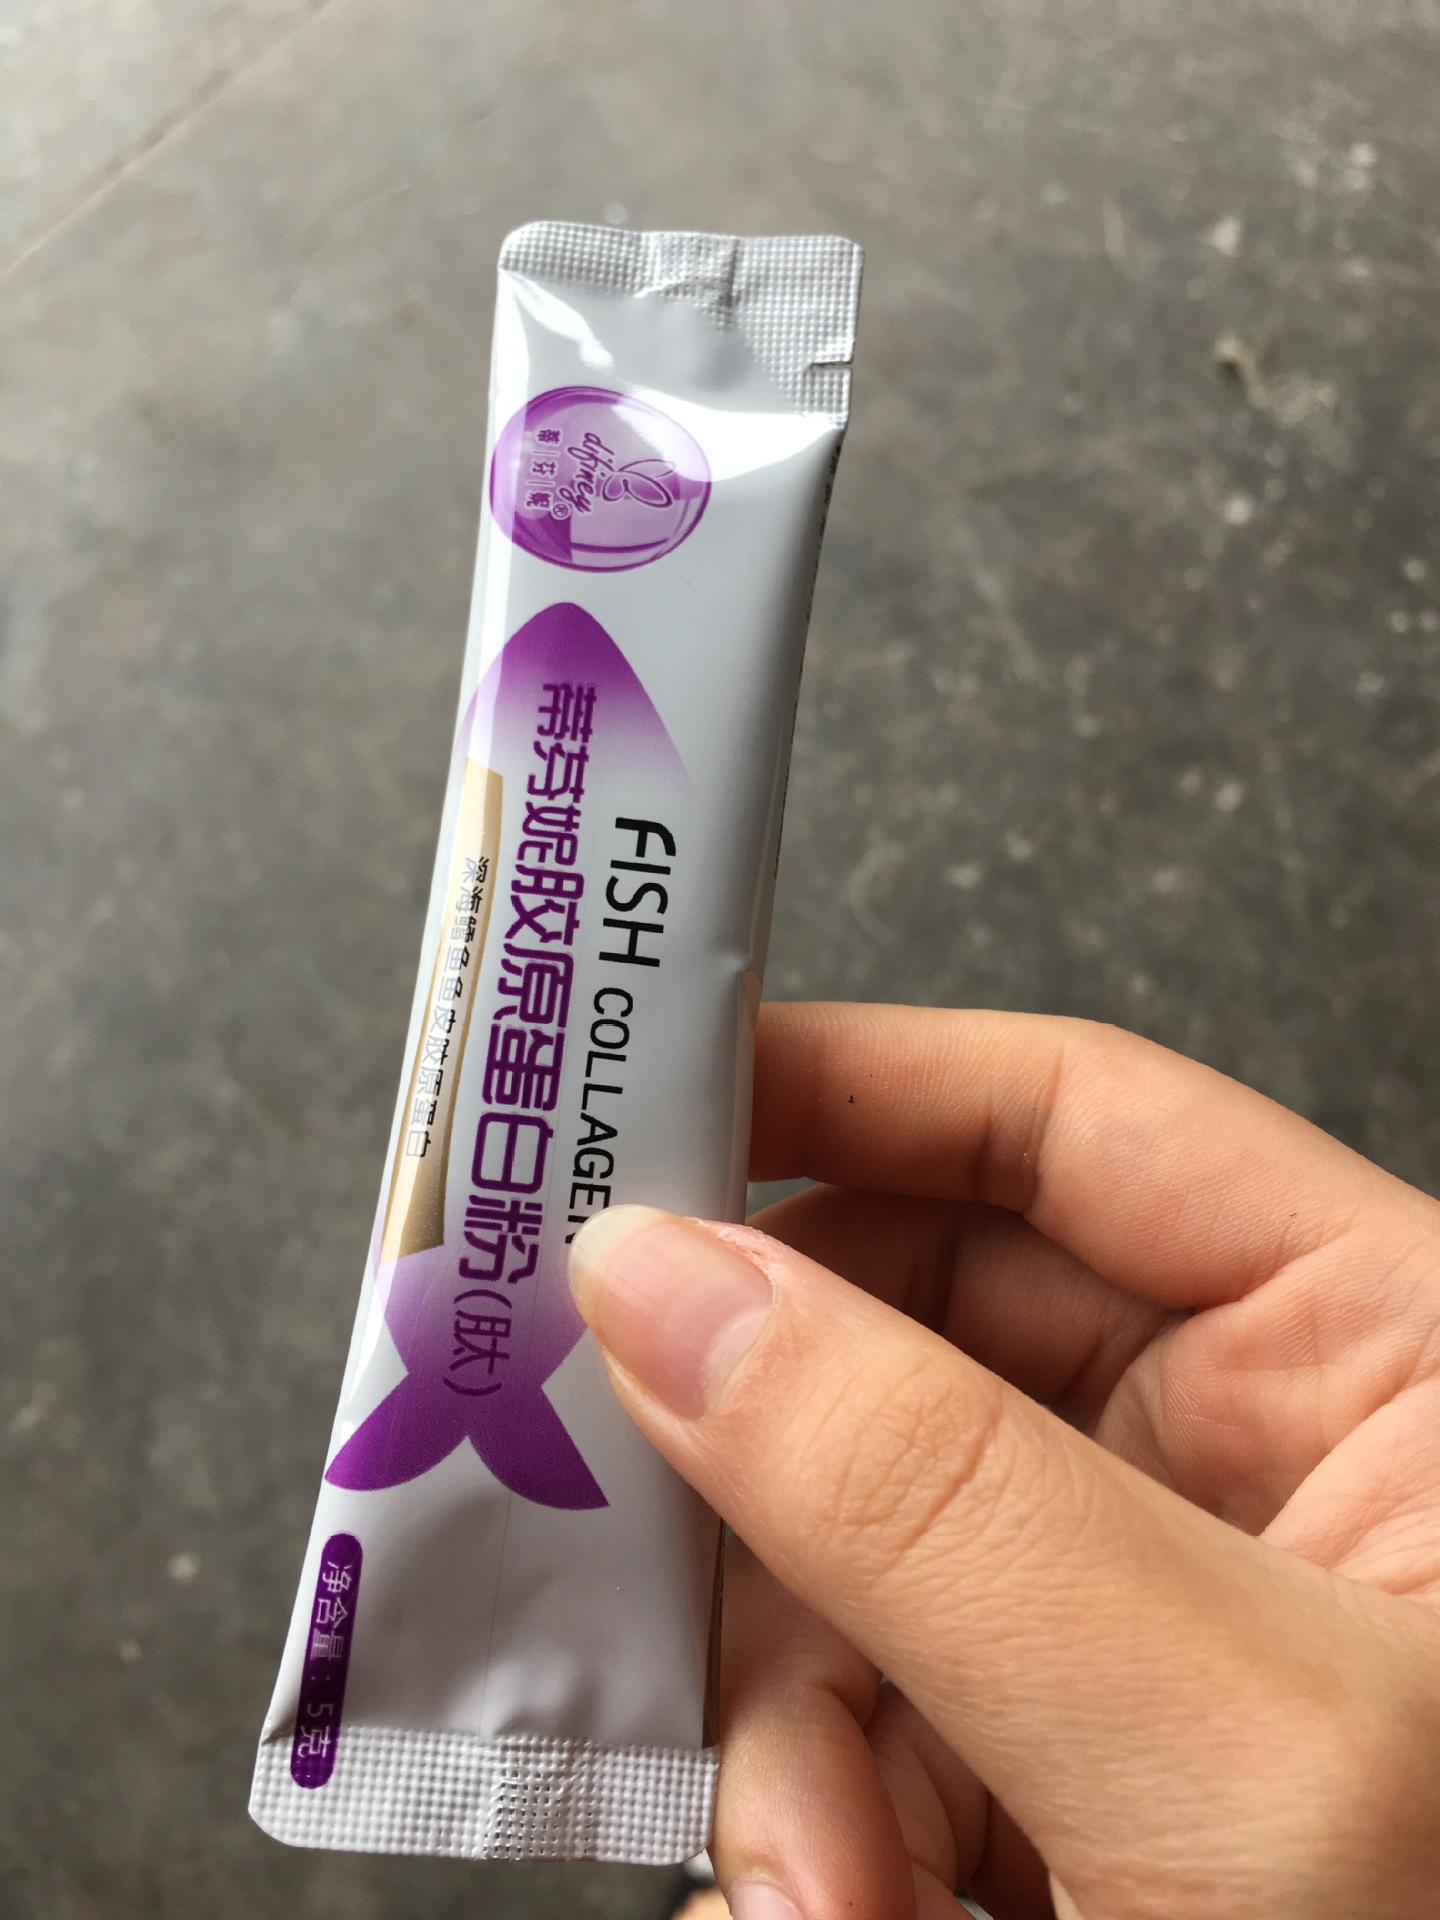 difiney
蒂|芬|妮®
FISH COLLAGEN
蒂芬妮胶原蛋白粉(肽)
深海鳕鱼鱼皮胶原蛋白
净含量：5克